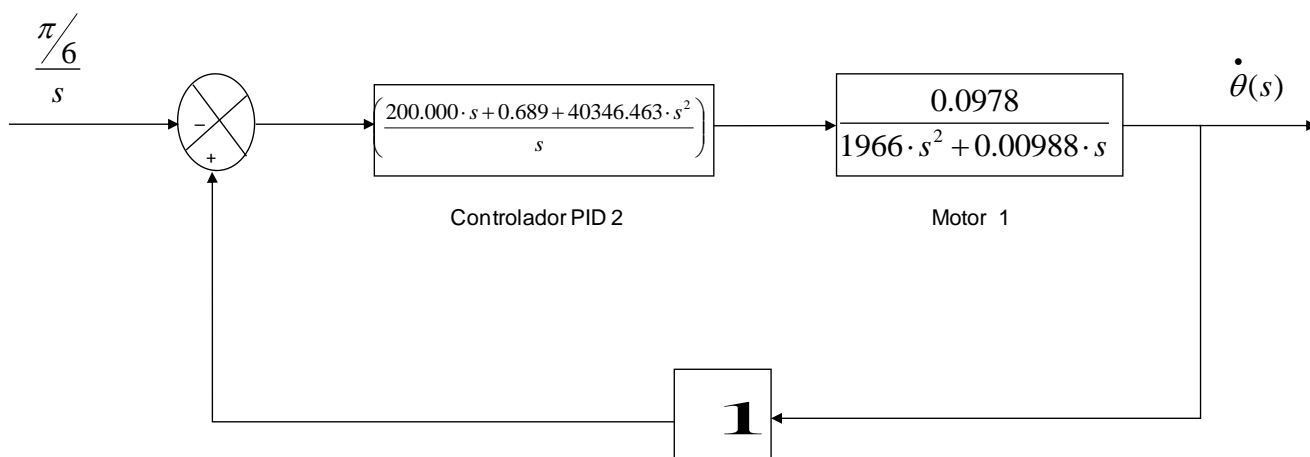 π/6
s
−
+
200.000 · s + 0.689 + 40346.463 · s²
s
0.0978
1966 · s² + 0.00988 · s
θ̇(s)
Controlador PID 2
Motor 1
1